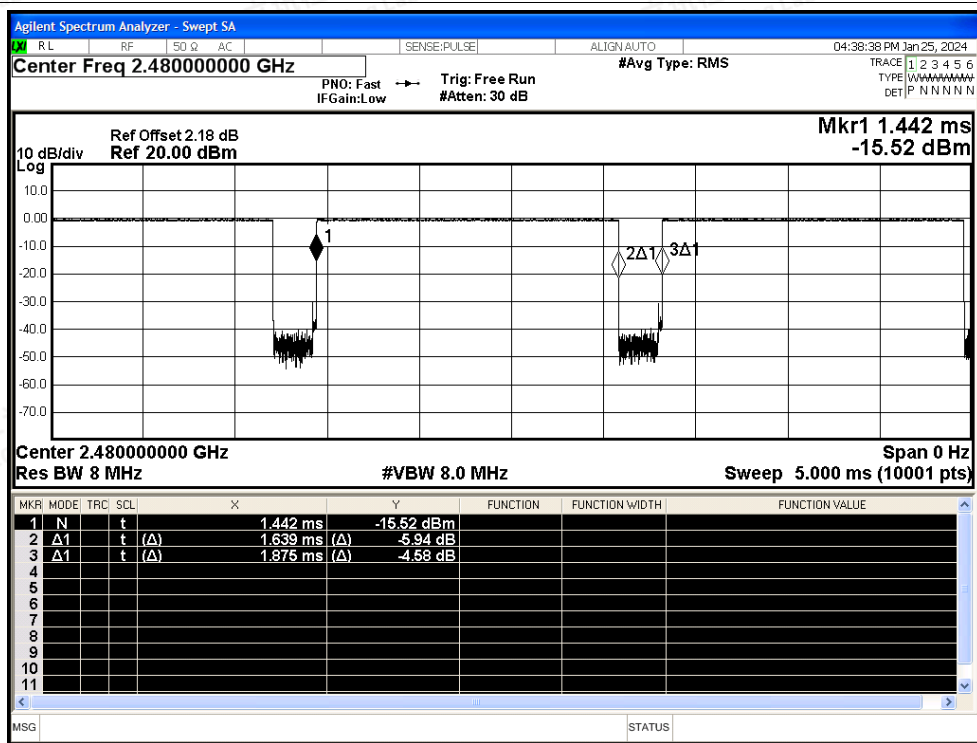 Agilent Spectrum Analyzer - Swept SA
LXI RL RF 50 Ω AC SENSE:PULSE ALIGN AUTO 04:38:38 PM Jan 25, 2024
Center Freq 2.480000000 GHz #Avg Type: RMS TRACE 1 2 3 4 5 6
PNO: Fast Trig: Free Run TYPE WWWWWW
IFGain:Low #Atten: 30 dB DET P N N N N N
Mkr1 1.442 ms
Ref Offset 2.18 dB
10 dB/div Ref 20.00 dBm -15.52 dBm
Log
10.0
0.00
1
-10.0
2Δ1 3Δ1
-20.0
-30.0
-40.0
-50.0
-60.0
-70.0
Center 2.480000000 GHz Span 0 Hz
Res BW 8 MHz #VBW 8.0 MHz Sweep 5.000 ms (10001 pts)
MKR MODE TRC SCL X Y FUNCTION FUNCTION WIDTH FUNCTION VALUE
1 N t 1.442 ms -15.52 dBm
2 Δ1 t (Δ) 1.639 ms (Δ) -5.94 dB
3 Δ1 t (Δ) 1.875 ms (Δ) -4.58 dB
4
5
6
7
8
9
10
11
MSG STATUS